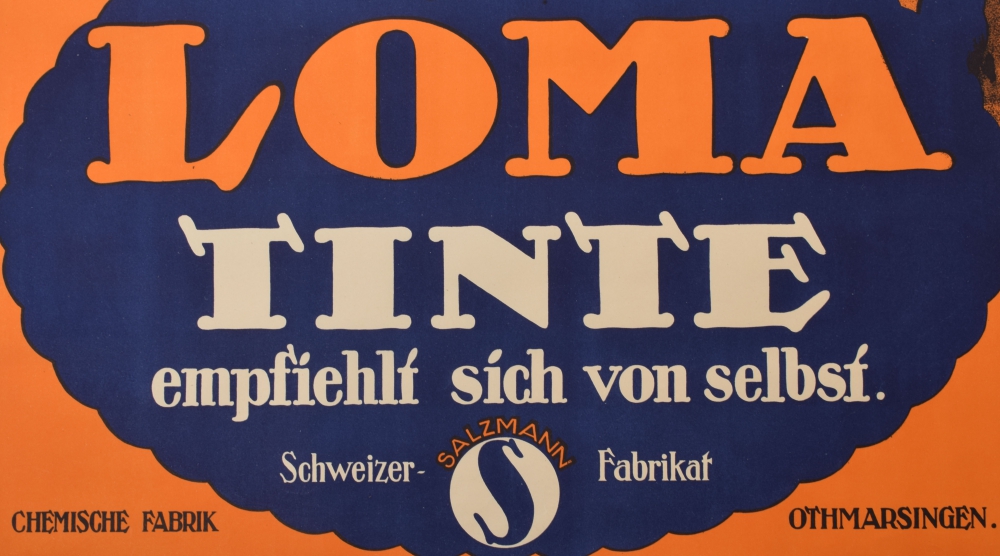 LOMA
TINTE
empfiehlt sich von selbst.
SALZMANN
Schweizer- S Fabrikat
CHEMISCHE FABRIK OTHMARSINGEN.